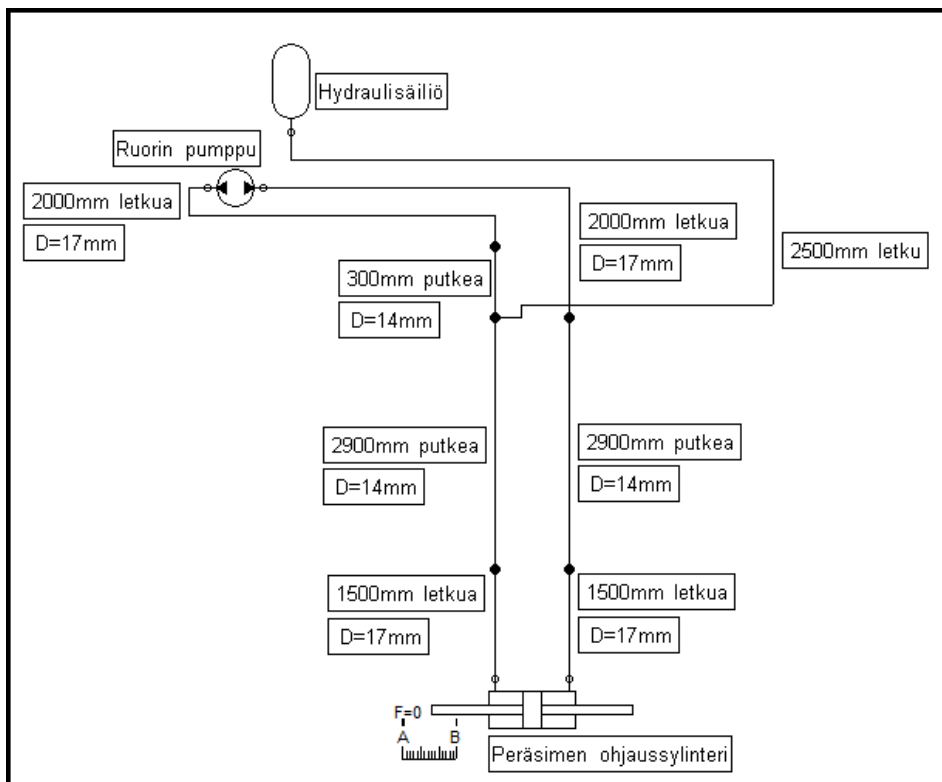 Hydraulisäiliö
Ruorin pumppu
2000mm letkua
D=17mm
2000mm letkua
D=17mm
2500mm letku
300mm putkea
D=14mm
2900mm putkea
D=14mm
2900mm putkea
D=14mm
1500mm letkua
D=17mm
1500mm letkua
D=17mm
F=0
A B
Peräsimen ohjaussylinteri